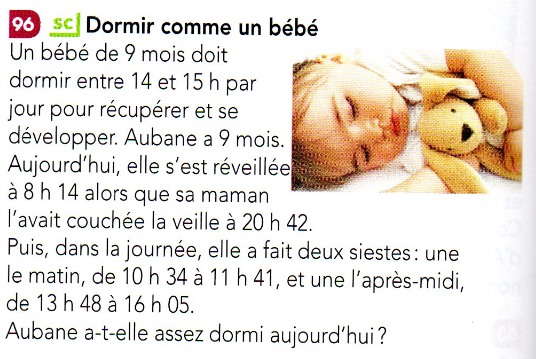 96 sc Dormir comme un bébé
Un bébé de 9 mois doit
dormir entre 14 et 15 h par
jour pour récupérer et se
développer. Aubane a 9 mois.
Aujourd'hui, elle s'est réveillée
à 8 h 14 alors que sa maman
l'avait couchée la veille à 20 h 42.
Puis, dans la journée, elle a fait deux siestes : une
le matin, de 10 h 34 à 11 h 41, et une l'après-midi,
de 13 h 48 à 16 h 05.
Aubane a-t-elle assez dormi aujourd'hui ?